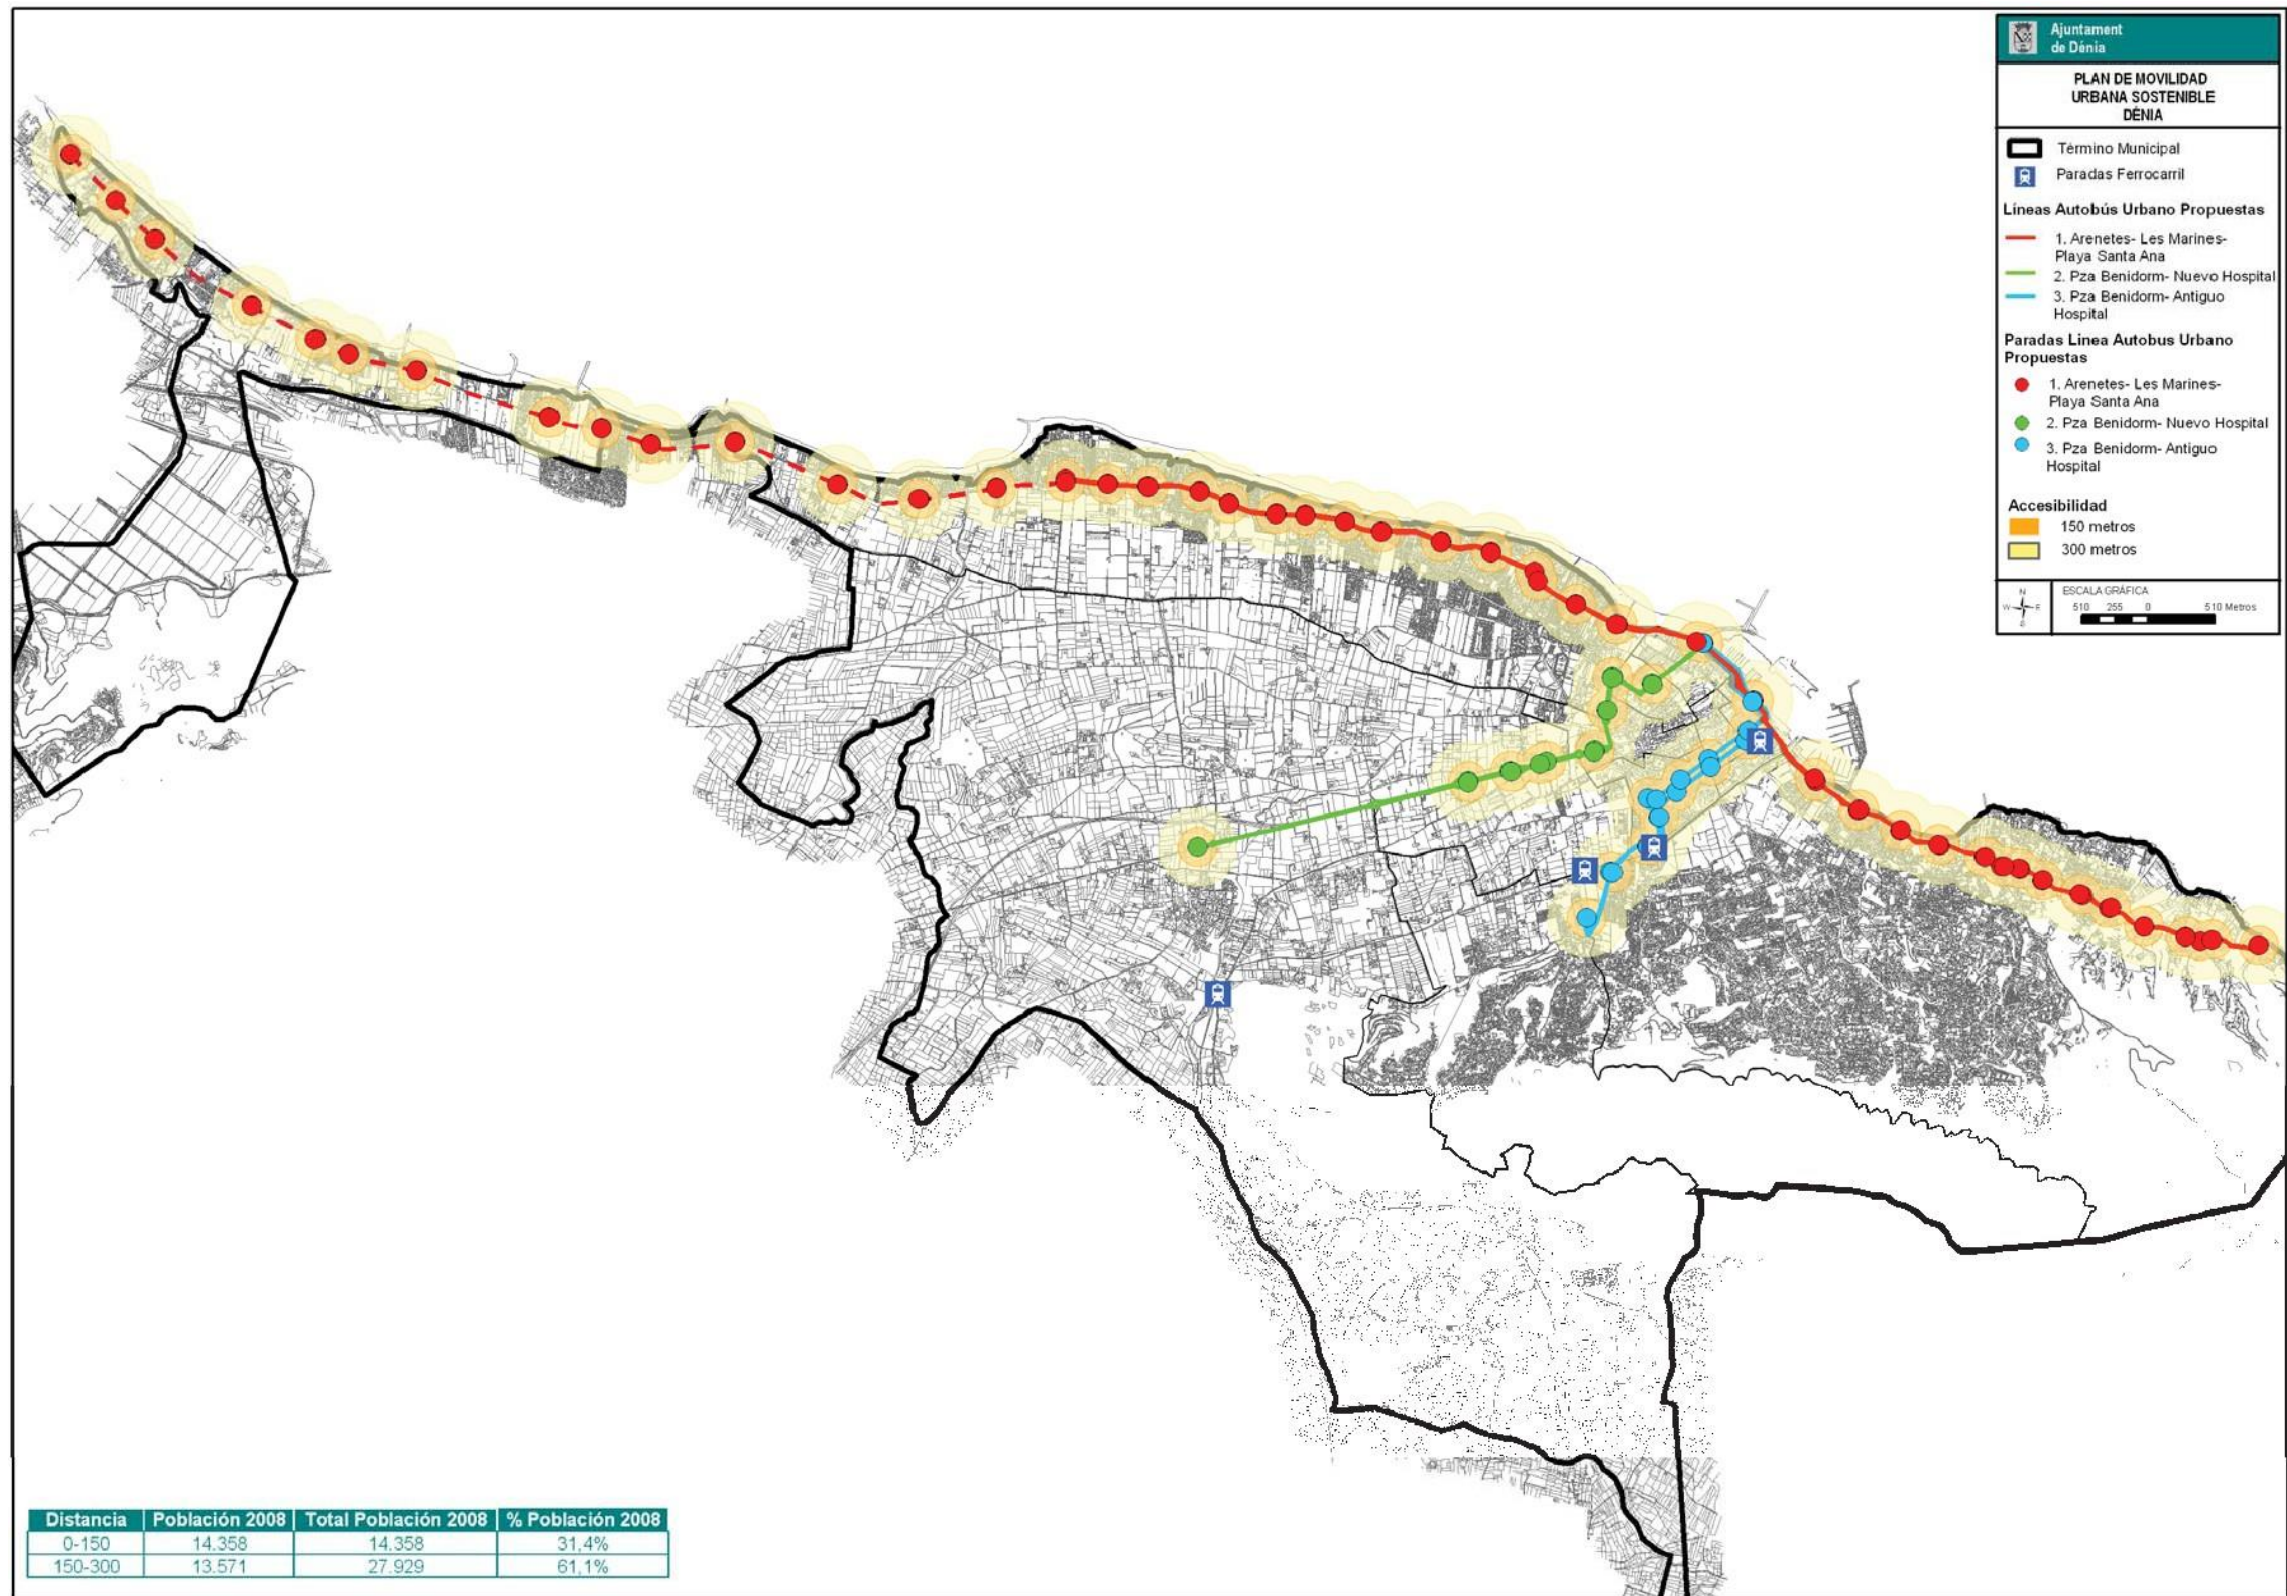 Ajuntament
de Dénia
PLAN DE MOVILIDAD
URBANA SOSTENIBLE
DÉNIA
Término Municipal
Paradas Ferrocarril
Líneas Autobús Urbano Propuestas
1. Arenetes- Les Marines-
Playa Santa Ana
2. Pza Benidorm- Nuevo Hospital
3. Pza Benidorm- Antiguo
Hospital
Paradas Linea Autobus Urbano
Propuestas
1. Arenetes- Les Marines-
Playa Santa Ana
2. Pza Benidorm- Nuevo Hospital
3. Pza Benidorm- Antiguo
Hospital
Accesibilidad
150 metros
300 metros
N
W E
S
ESCALA GRÁFICA
510 255 0 510 Metros
Distancia Población 2008 Total Población 2008 % Población 2008
0-150 14.358 14.358 31,4%
150-300 13.571 27.929 61,1%